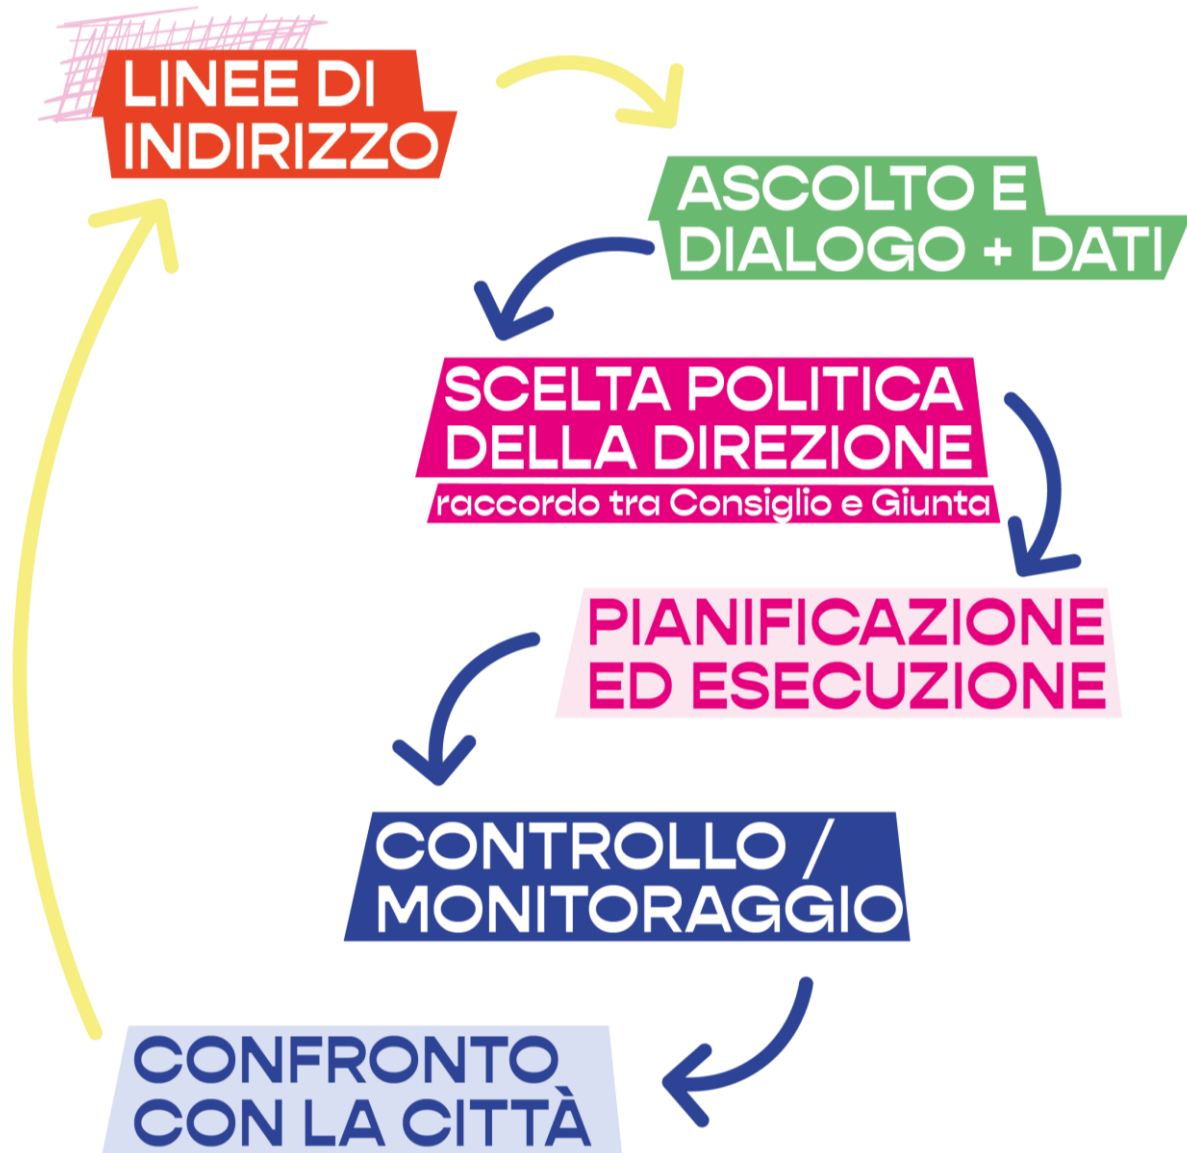 LINEE DI
INDIRIZZO
ASCOLTO E
DIALOGO + DATI
SCELTA POLITICA
DELLA DIREZIONE
raccordo tra Consiglio e Giunta
PIANIFICAZIONE
ED ESECUZIONE
CONTROLLO /
MONITORAGGIO
CONFRONTO
CON LA CITTÀ